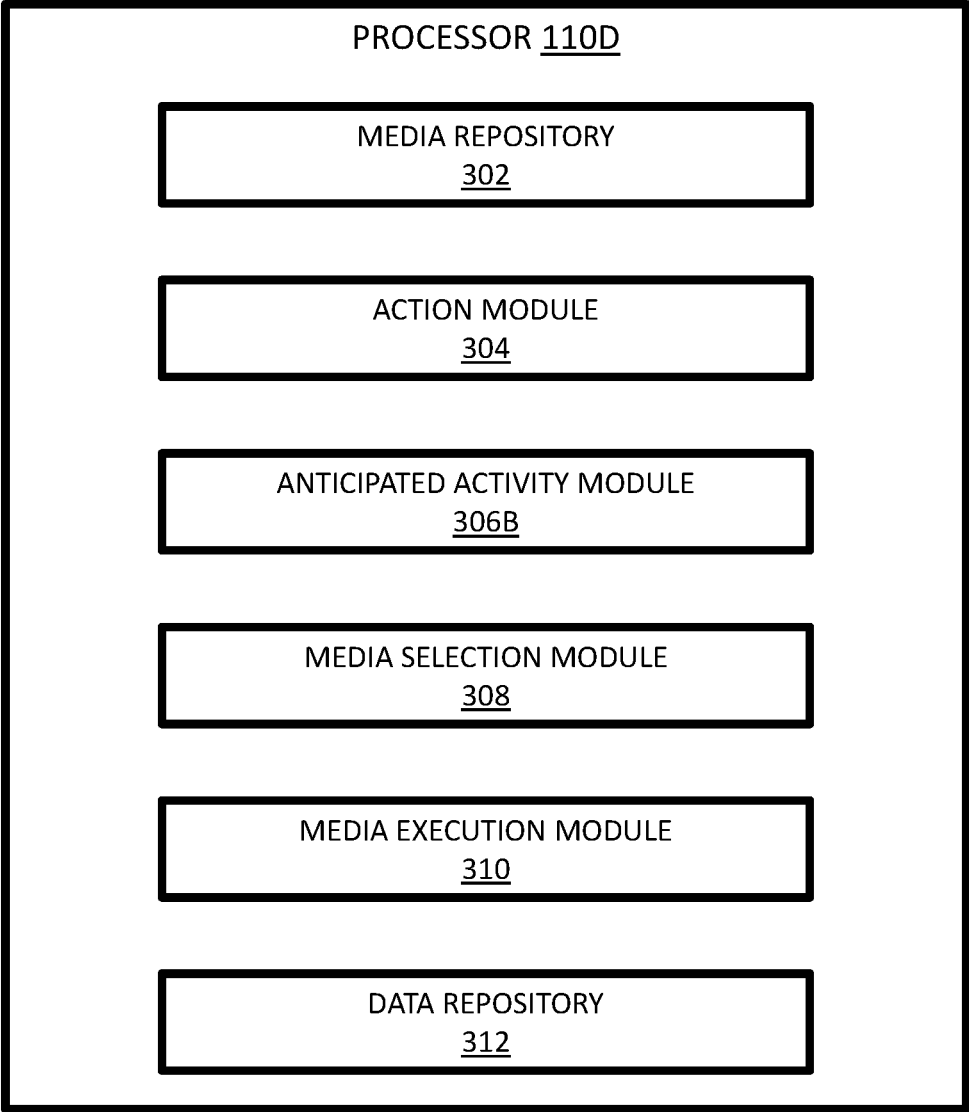 PROCESSOR 110D
MEDIA REPOSITORY
302
ACTION MODULE
304
ANTICIPATED ACTIVITY MODULE
306B
MEDIA SELECTION MODULE
308
MEDIA EXECUTION MODULE
310
DATA REPOSITORY
312